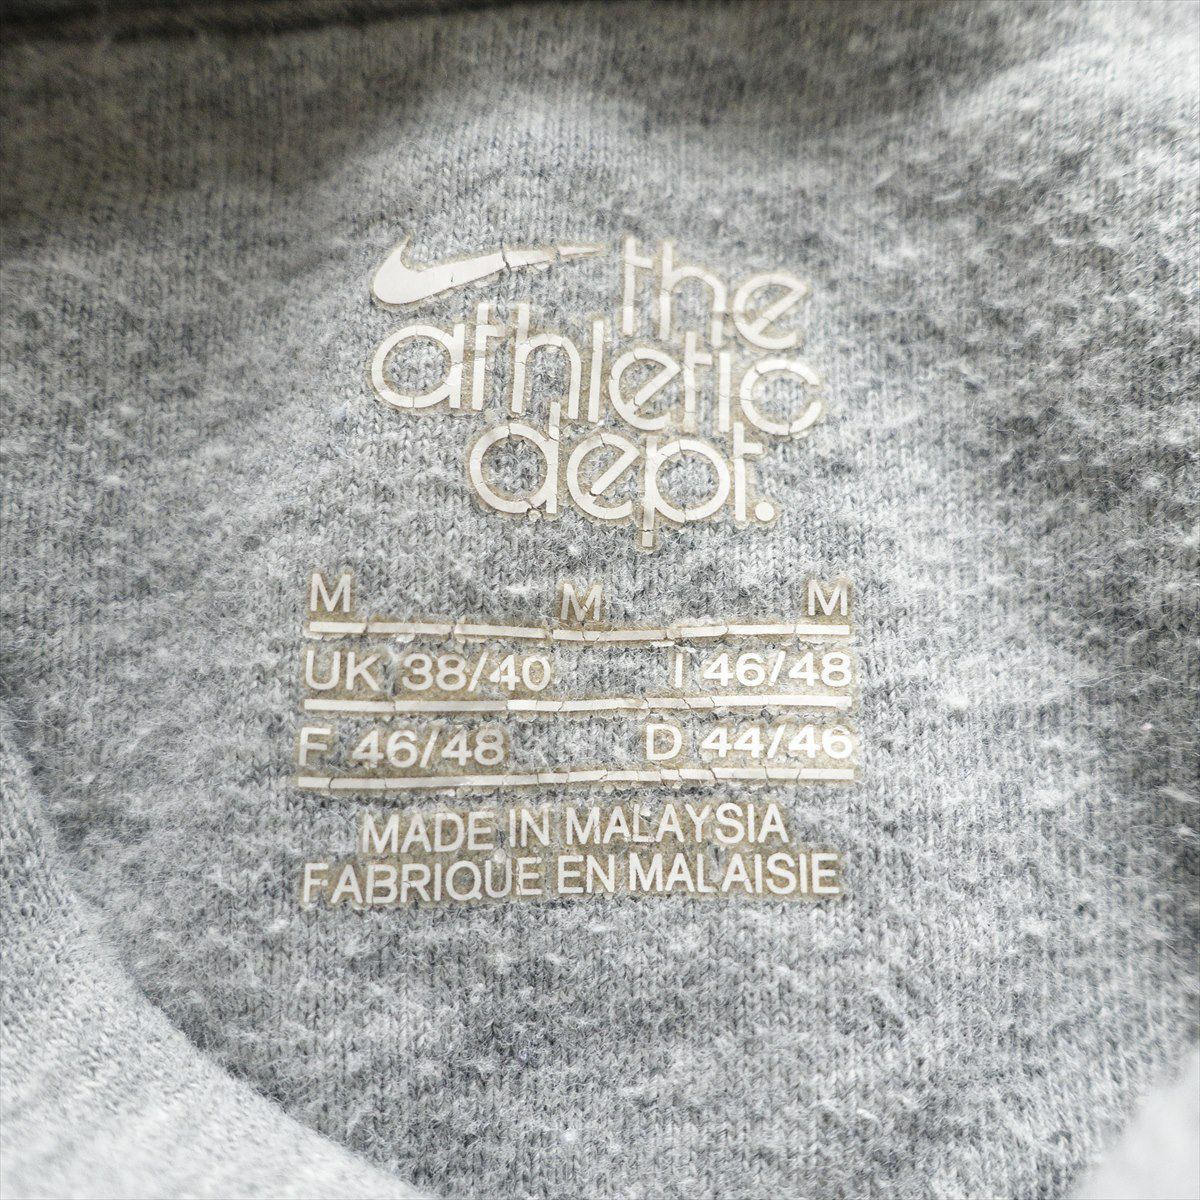 the
athletic
dept.
M M M
UK 38/40 I 46/48
F 46/48 D 44/46
MADE IN MALAYSIA
FABRIQUE EN MALAISIE